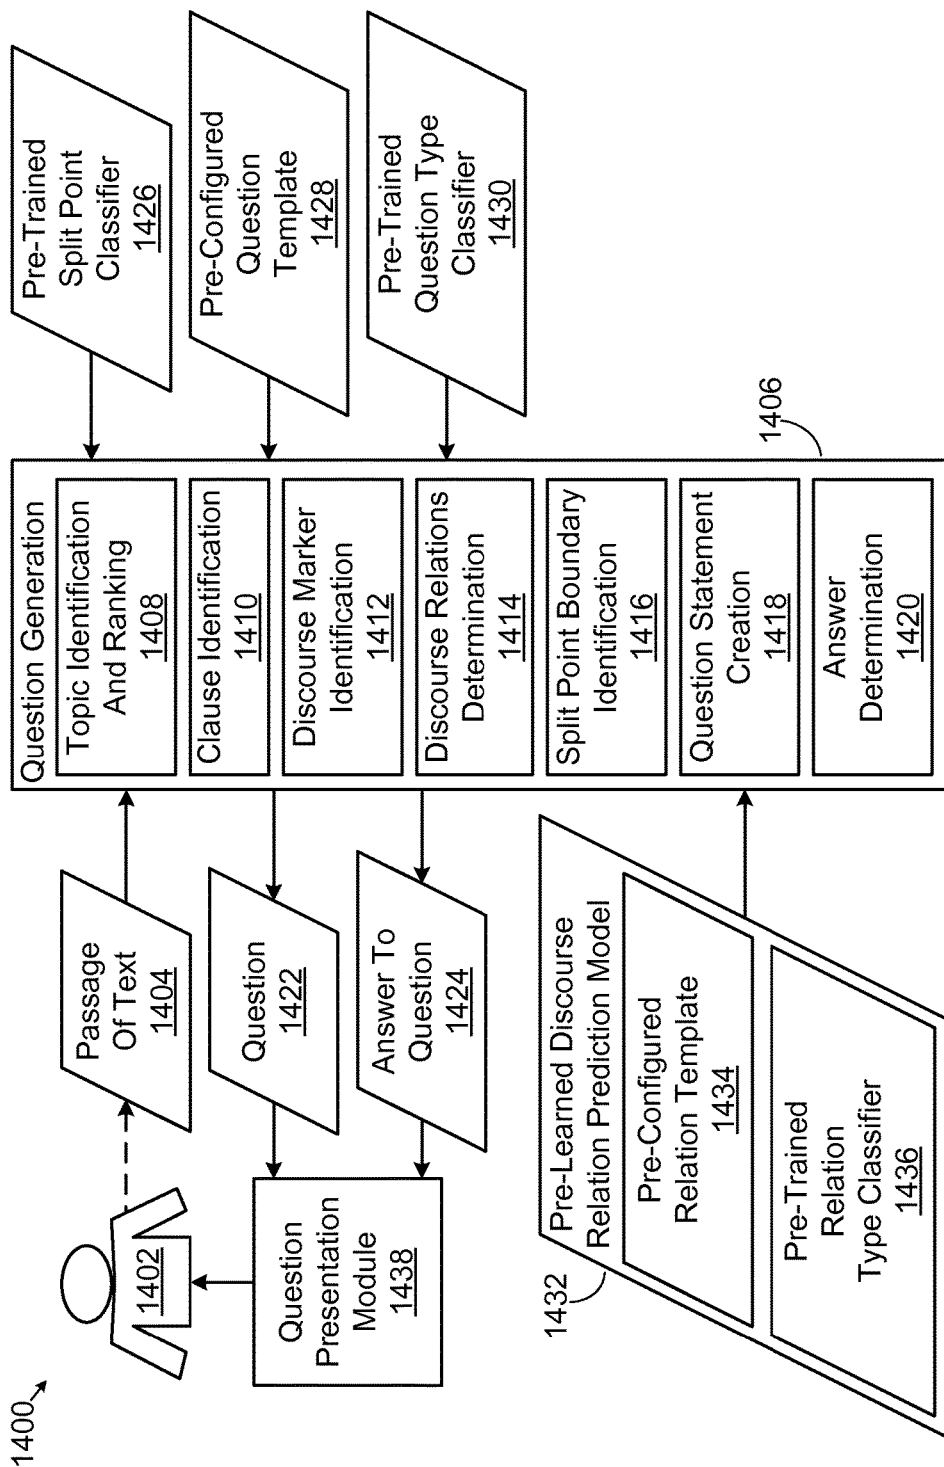 1400
1402
Passage
Of Text
1404
Question
1422
Answer To
Question
1424
Question
Presentation
Module
1438
Question Generation
Topic Identification
And Ranking
1408
Clause Identification
1410
Discourse Marker
Identification
1412
Discourse Relations
Determination
1414
Split Point Boundary
Identification
1416
Question Statement
Creation
1418
Answer
Determination
1420
1406
Pre-Trained
Split Point
Classifier
1426
Pre-Configured
Question
Template
1428
Pre-Trained
Question Type
Classifier
1430
1432
Pre-Learned Discourse
Relation Prediction Model
Pre-Configured
Relation Template
1434
Pre-Trained
Relation
Type Classifier
1436